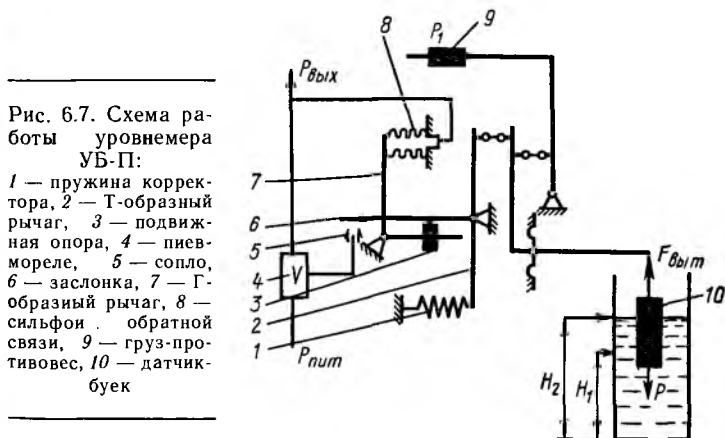 Рис. 6.7. Схема ра-
боты уровнемера
УБ-П:
1 — пружина коррек-
тора, 2 — Т-образный
рычаг, 3 — подвиж-
ная опора, 4 — пнев-
мореле, 5 — сопло,
6 — заслонка, 7 — Г-
образный рычаг, 8 —
сильфои . обратной
связи, 9 — груз-про-
тивовес, 10 — датчик-
буек
8
P₁
9
Pвых
7
6
5
4
V
3
2
1
Pпит
Fвыт
10
H₂
H₁
P